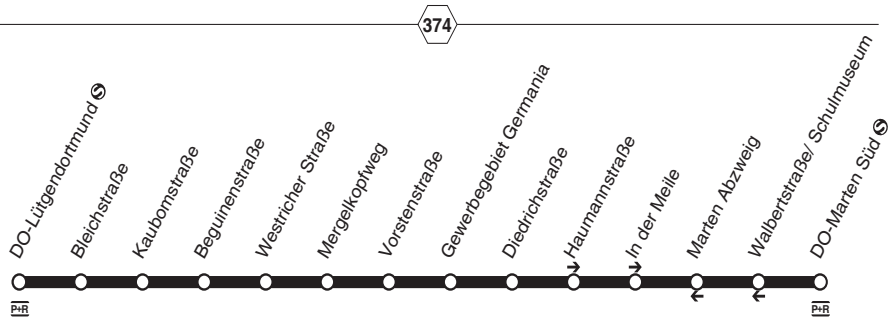 374
DO-Lütgendortmund S
Bleichstraße
Kaubomstraße
Beguinenstraße
Westricher Straße
Mergelkopfweg
Vorstenstraße
Gewerbegebiet Germania
Diedrichstraße
Haumannstraße
In der Meile
Marten Abzweig
Walbertstraße/ Schulmuseum
DO-Marten Süd S
P+R
P+R